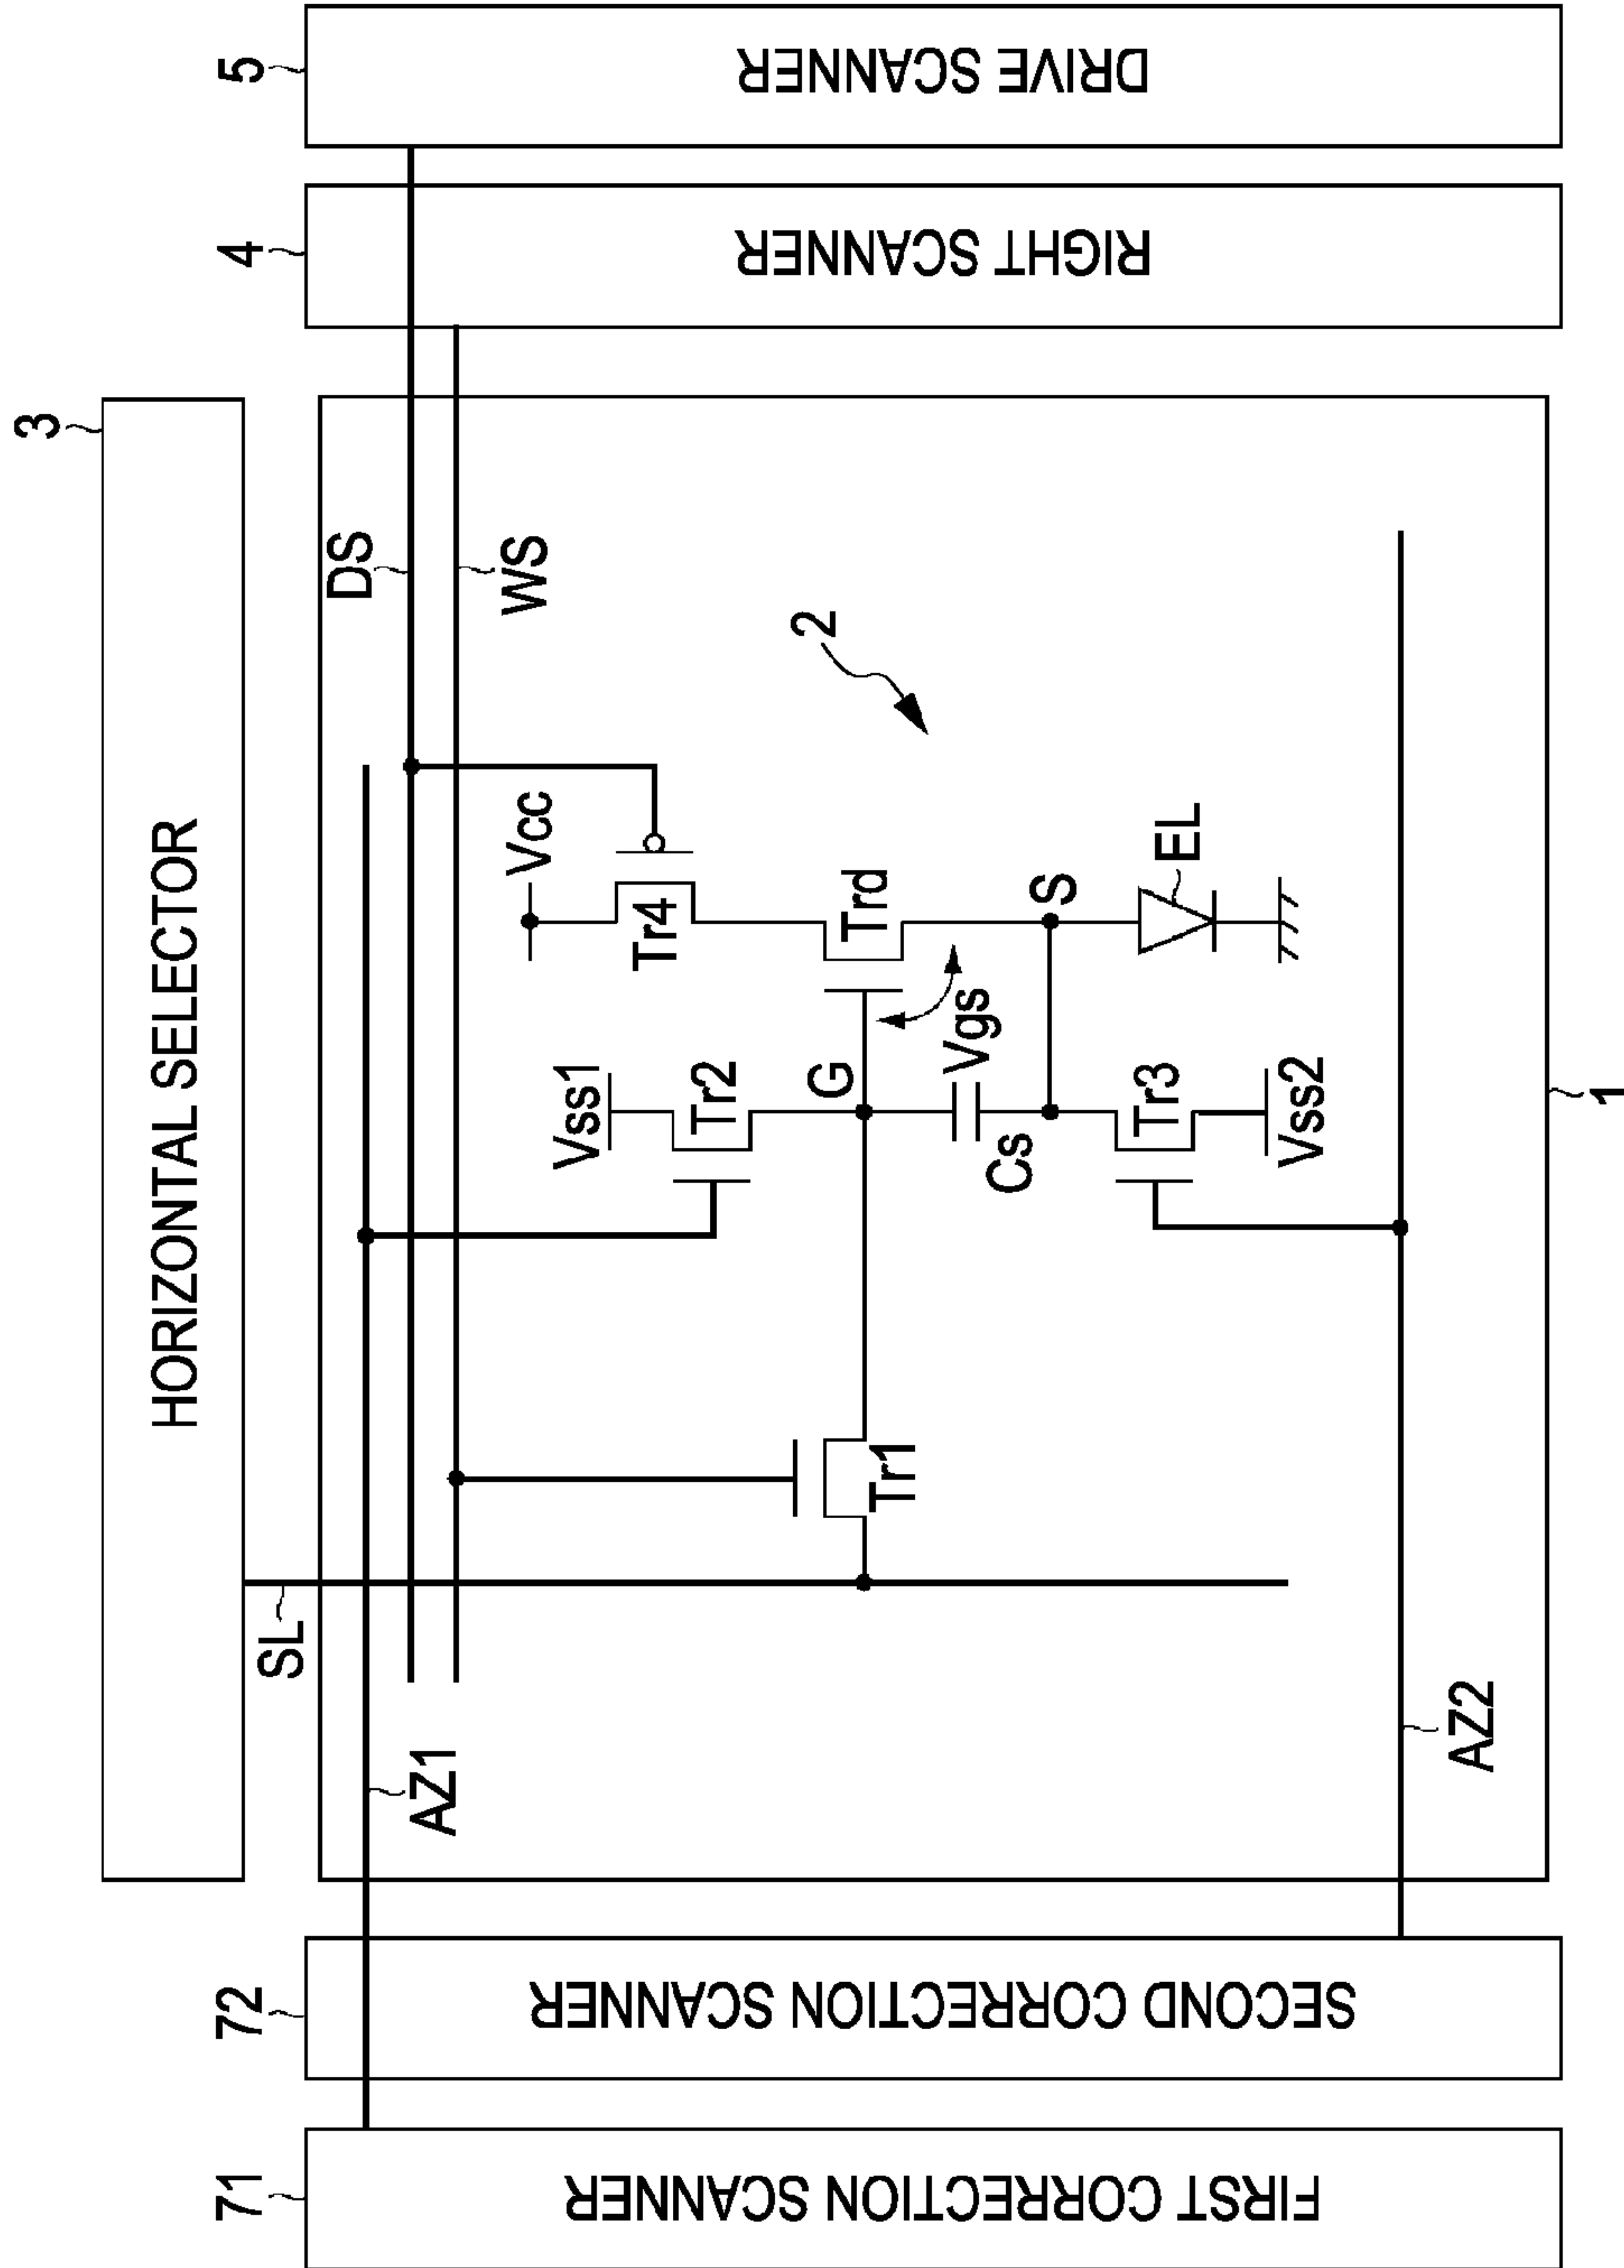 3
HORIZONTAL SELECTOR
71
FIRST CORRECTION SCANNER
72
SECOND CORRECTION SCANNER
4
RIGHT SCANNER
5
DRIVE SCANNER
SL
DS
AZ1
WS
Vcc
Vss1
Tr4
Tr2
2
G
Trd
Tr1
Vgs
S
Cs
Tr3
EL
Vss2
AZ2
1